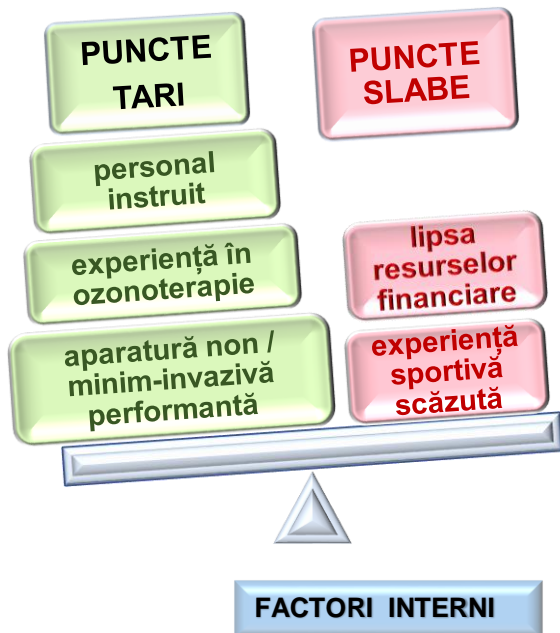 PUNCTE
TARI
personal
instruit
experiență în
ozonoterapie
aparatură non /
minim-invazivă
performantă
PUNCTE
SLABE
lipsa
resurselor
financiare
experiență
sportivă
scăzută
FACTORI INTERNI